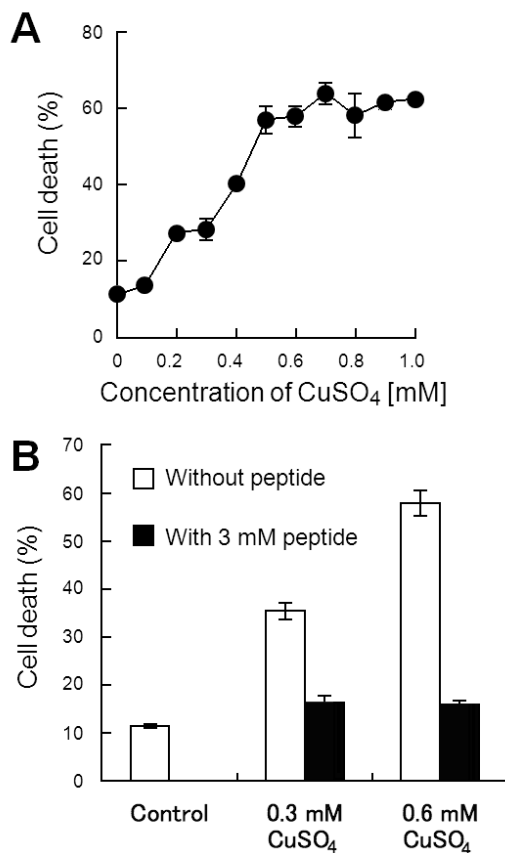 A
80
60
40
20
0
Cell death (%)
0 0.2 0.4 0.6 0.8 1.0
Concentration of CuSO₄ [mM]
B
70
60
50
40
30
20
10
0
Cell death (%)
Without peptide
With 3 mM peptide
Control 0.3 mM 0.6 mM
CuSO₄ CuSO₄